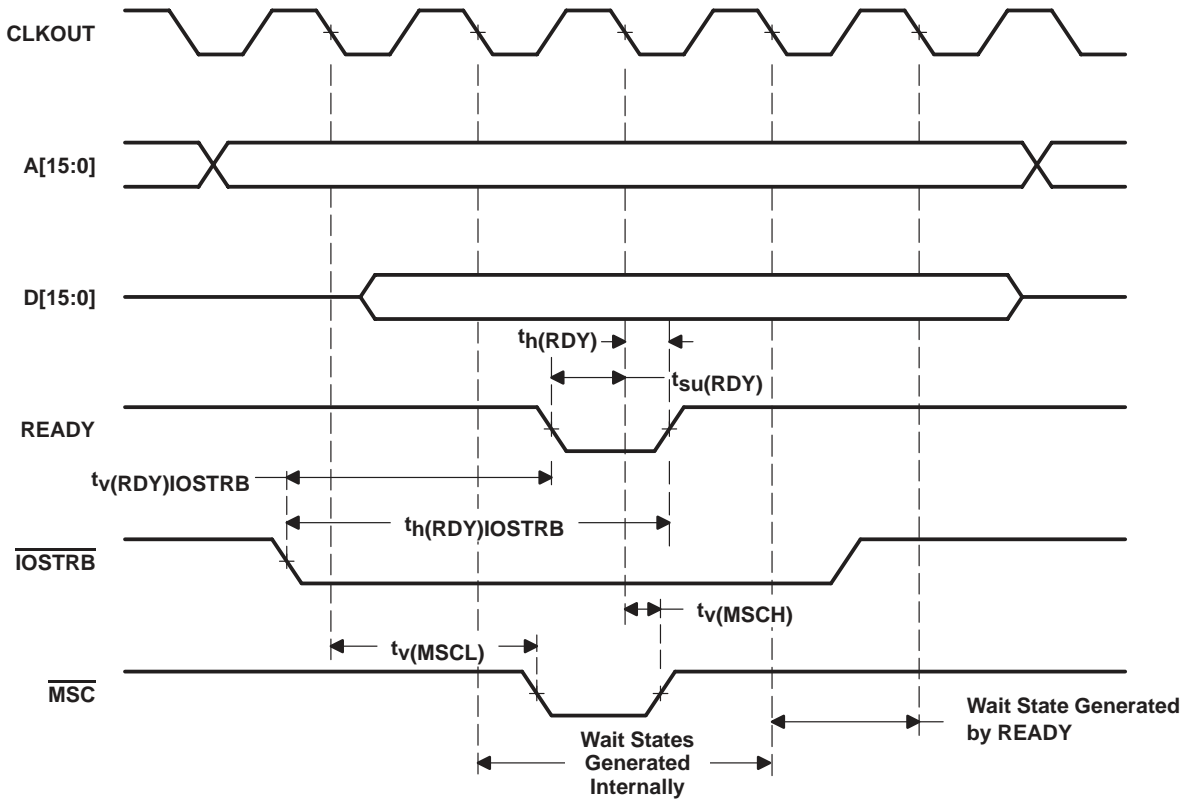 CLKOUT
A[15:0]
D[15:0]
th(RDY)
tsu(RDY)
READY
tv(RDY)IOSTRB
th(RDY)IOSTRB
IOSTRB
tv(MSCH)
tv(MSCL)
MSC
Wait State Generated
by READY
Wait States
Generated
Internally